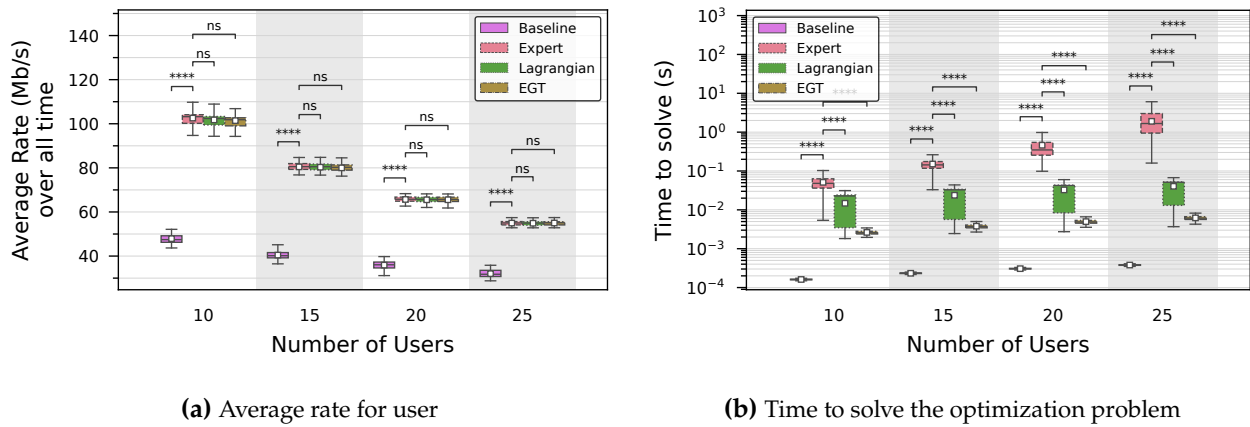 140
120
100
80
60
40
Average Rate (Mb/s)
over all time
ns
ns
****
ns
ns
****
ns
ns
****
ns
ns
****
Baseline
Expert
Lagrangian
EGT
10
15
20
25
Number of Users
(a) Average rate for user
10³
10²
10¹
10⁰
10⁻¹
10⁻²
10⁻³
10⁻⁴
Time to solve (s)
Baseline
Expert
Lagrangian
EGT
****
****
****
****
****
****
****
****
****
****
****
****
10
15
20
25
Number of Users
(b) Time to solve the optimization problem